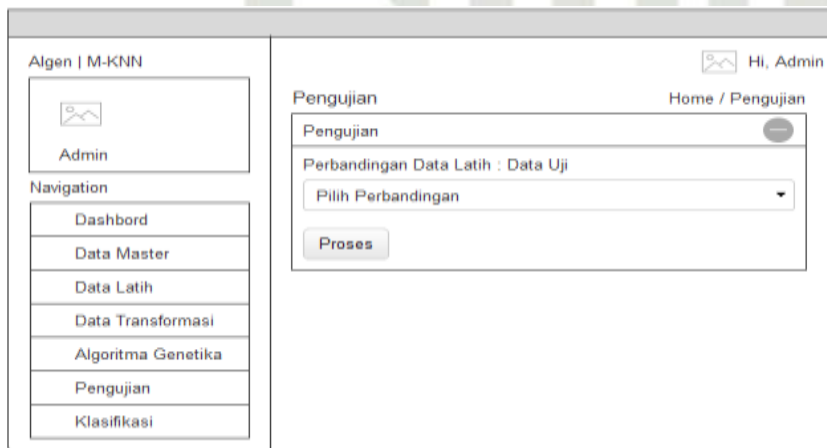 Algen | M-KNN
Admin
Navigation
Dashbord
Data Master
Data Latih
Data Transformasi
Algoritma Genetika
Pengujian
Klasifikasi
Hi, Admin
Pengujian
Home / Pengujian
Pengujian
Perbandingan Data Latih : Data Uji
Pilih Perbandingan
Proses